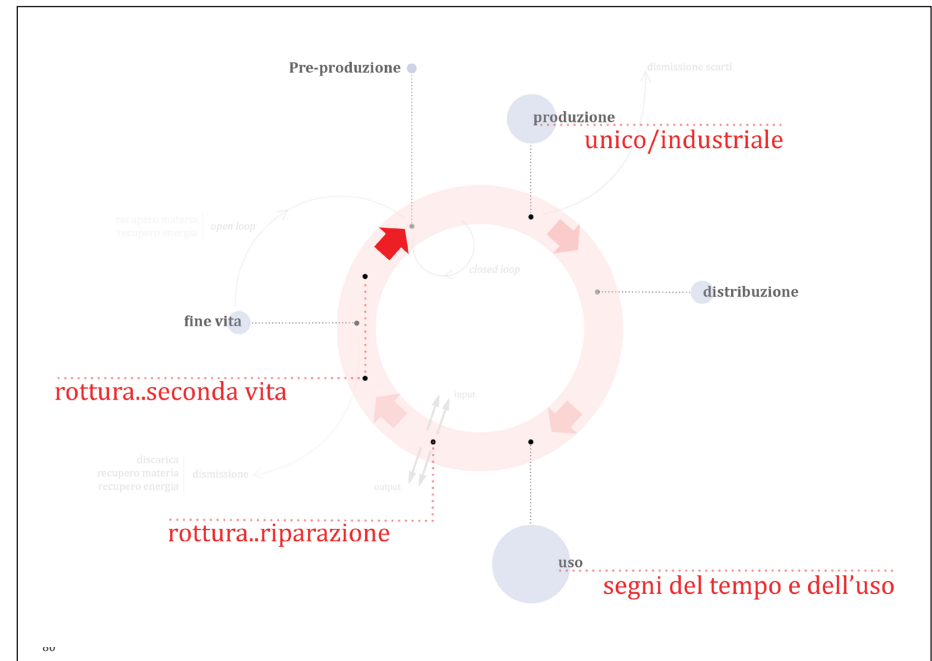 Pre-produzione
dismissione scarti
produzione
unico/industriale
recupero materia
recupero energia
open loop
closed loop
distribuzione
fine vita
rottura..seconda vita
input
discarica
recupero materia
recupero energia
dismissione
output
rottura..riparazione
uso
segni del tempo e dell'uso